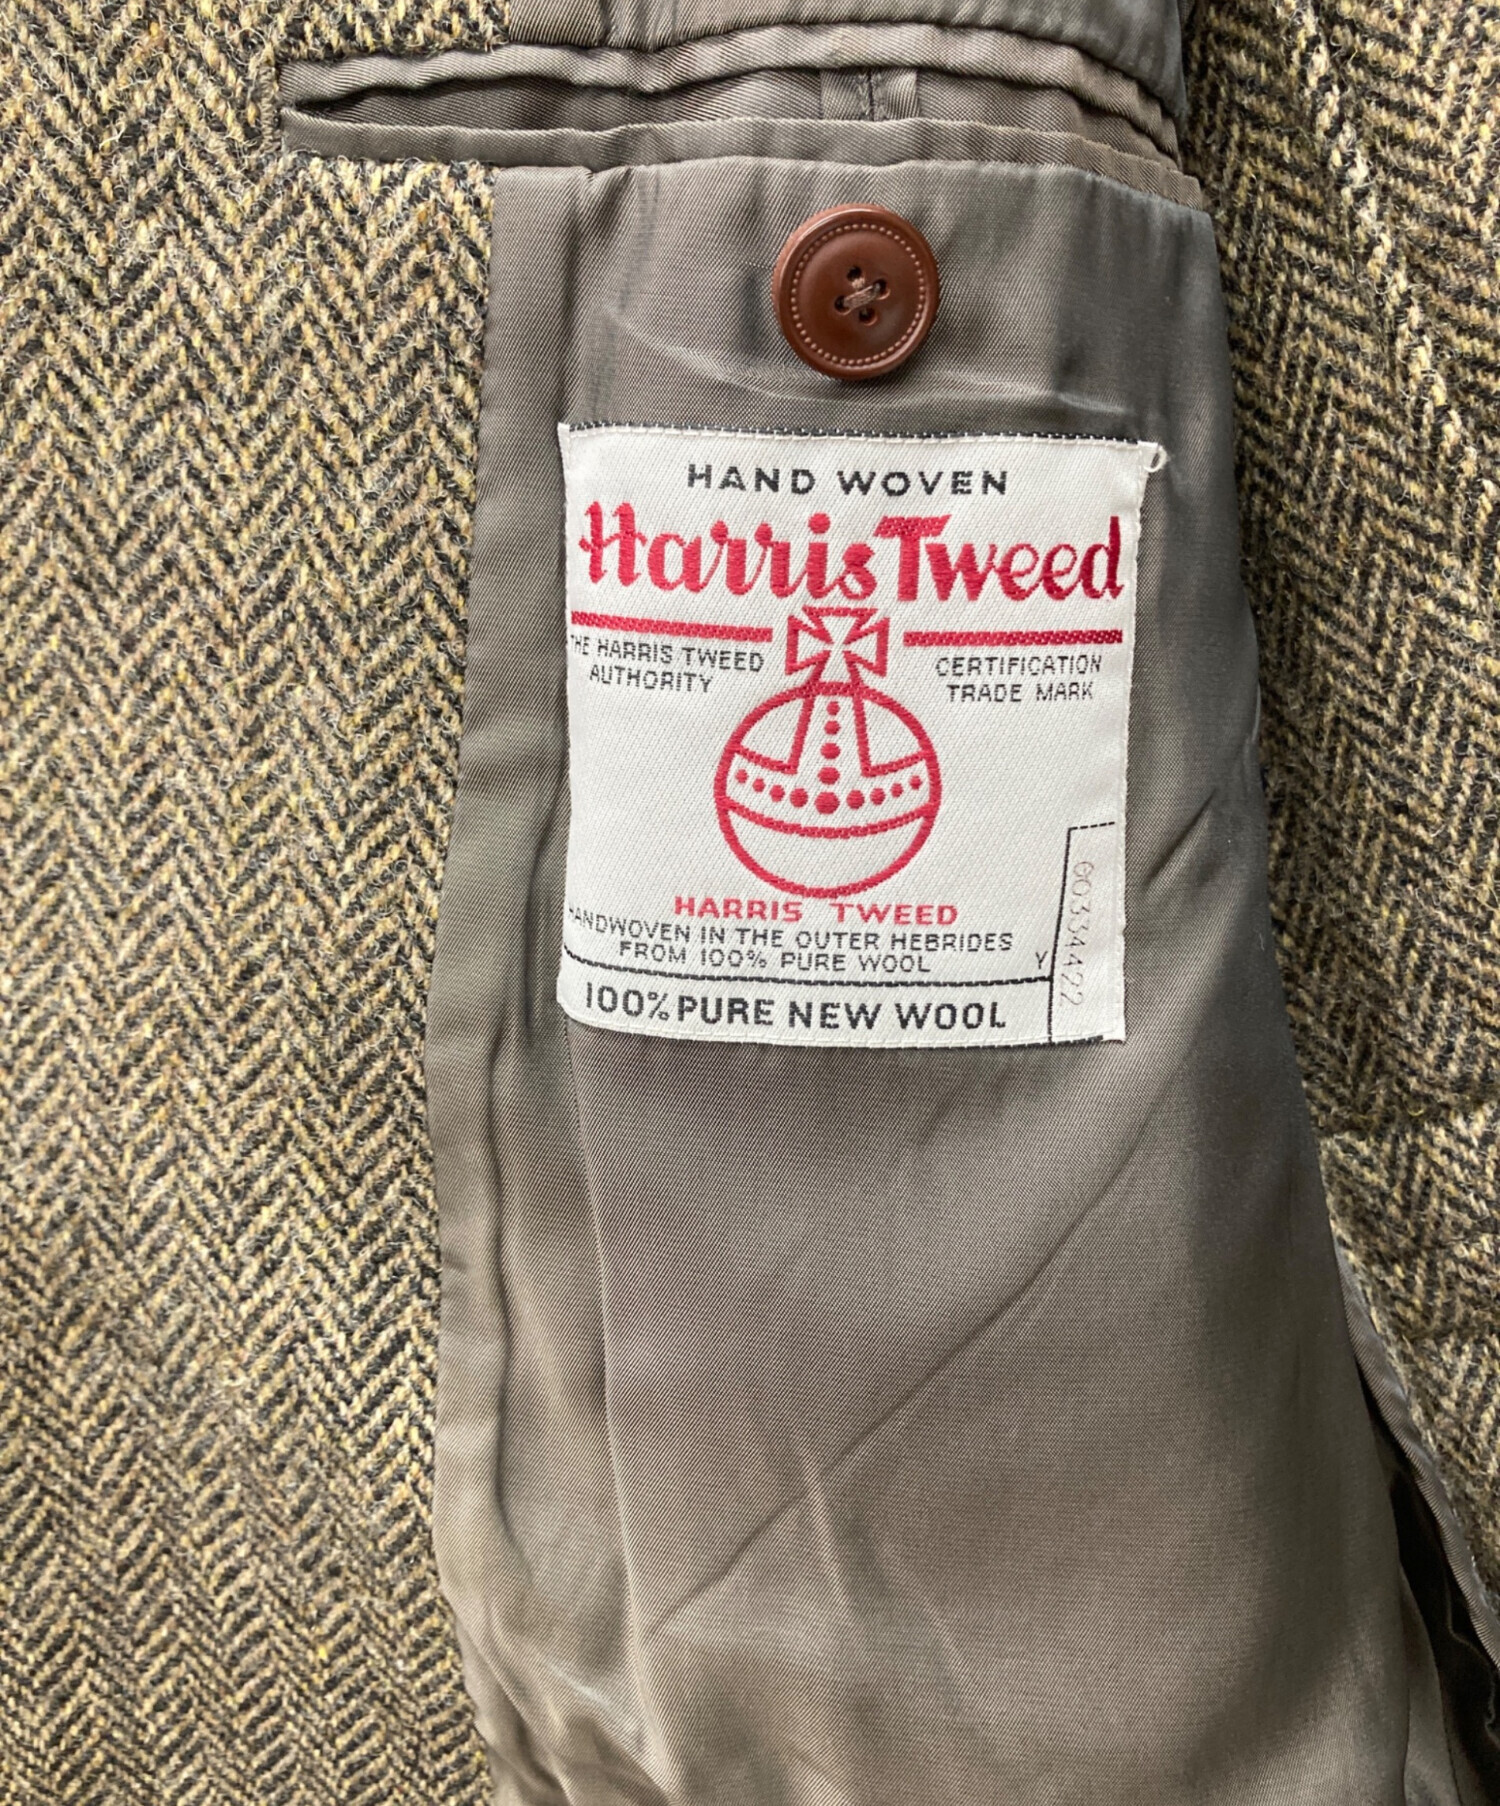 HAND WOVEN
Harris Tweed
THE HARRIS TWEED
AUTHORITY
CERTIFICATION
TRADE MARK
HARRIS TWEED
HANDWOVEN IN THE OUTER HEBRIDES
FROM 100% PURE WOOL
Y
00334422
100% PURE NEW WOOL